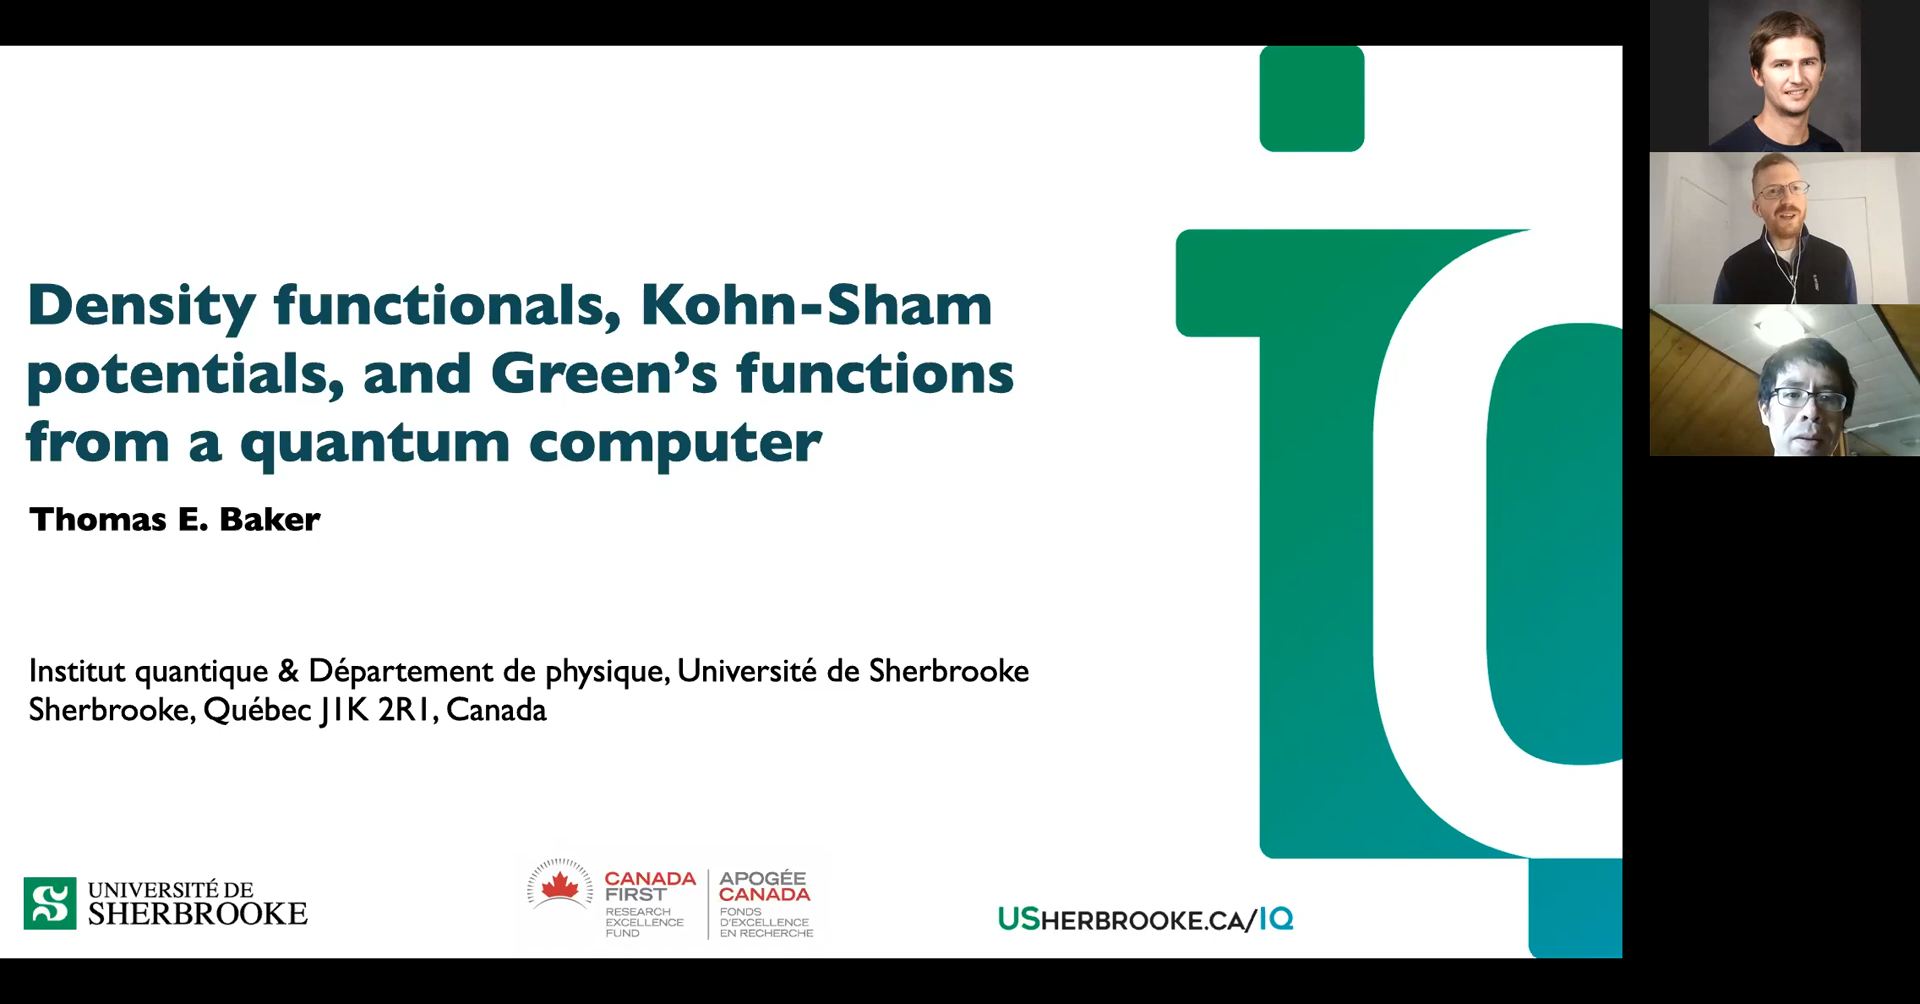 Density functionals, Kohn-Sham
potentials, and Green’s functions
from a quantum computer
Thomas E. Baker
Institut quantique & Département de physique, Université de Sherbrooke
Sherbrooke, Québec J1K 2R1, Canada
UNIVERSITÉ DE
SHERBROOKE
CANADA
FIRST
RESEARCH
EXCELLENCE
FUND
APOGÉE
CANADA
FONDS
D'EXCELLENCE
EN RECHERCHE
USHERBROOKE.CA/IQ